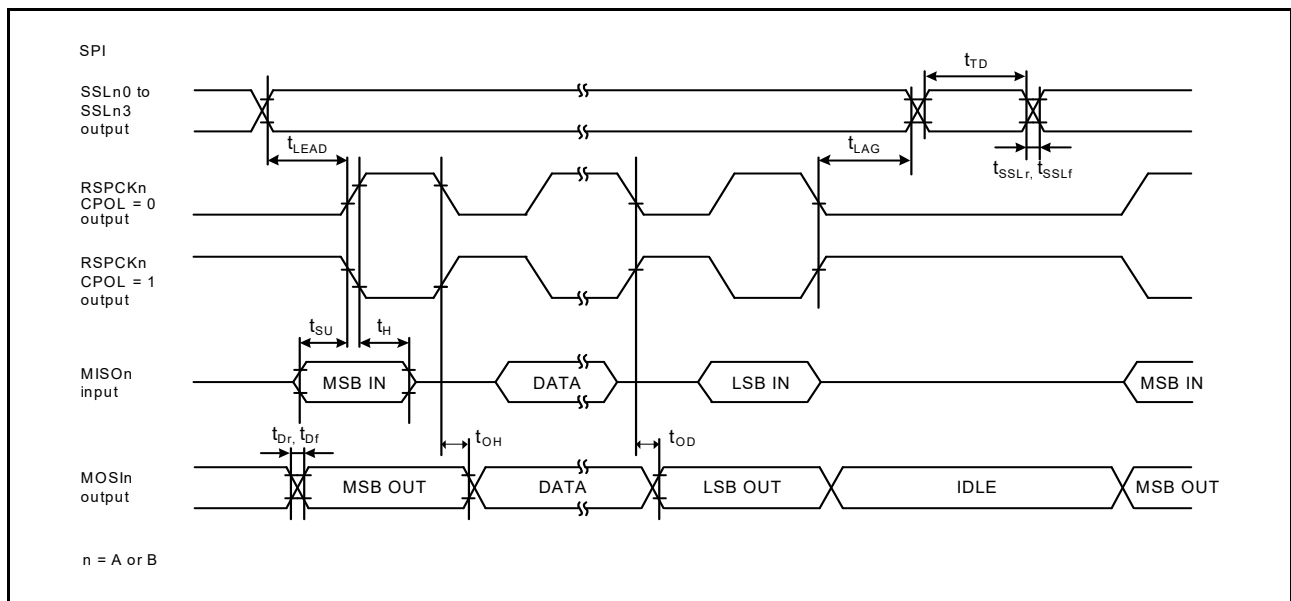 SPI
tTD
SSLn0 to
SSLn3
output
tLEAD
tLAG
tSSLr, tSSLf
RSPCKn
CPOL = 0
output
RSPCKn
CPOL = 1
output
tSU
tH
MISOn
input
MSB IN
DATA
LSB IN
MSB IN
tDr, tDf
tOH
tOD
MOSIn
output
MSB OUT
DATA
LSB OUT
IDLE
MSB OUT
n = A or B